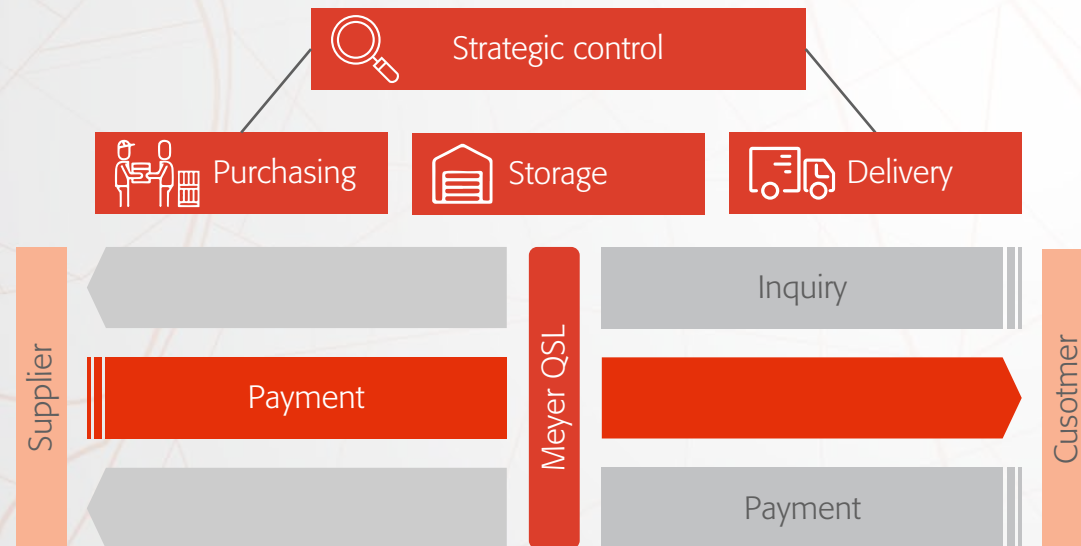 Strategic control
Purchasing
Storage
Delivery
Supplier
Meyer QSL
Inquiry
Payment
Payment
Cusotmer